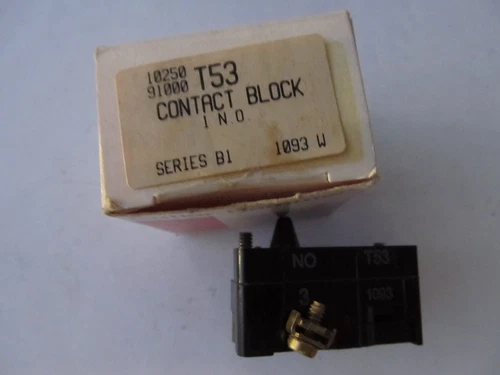 10250 T53
91000
CONTACT BLOCK
1 N O
SERIES B1 1093 W
NO T53
3 1093